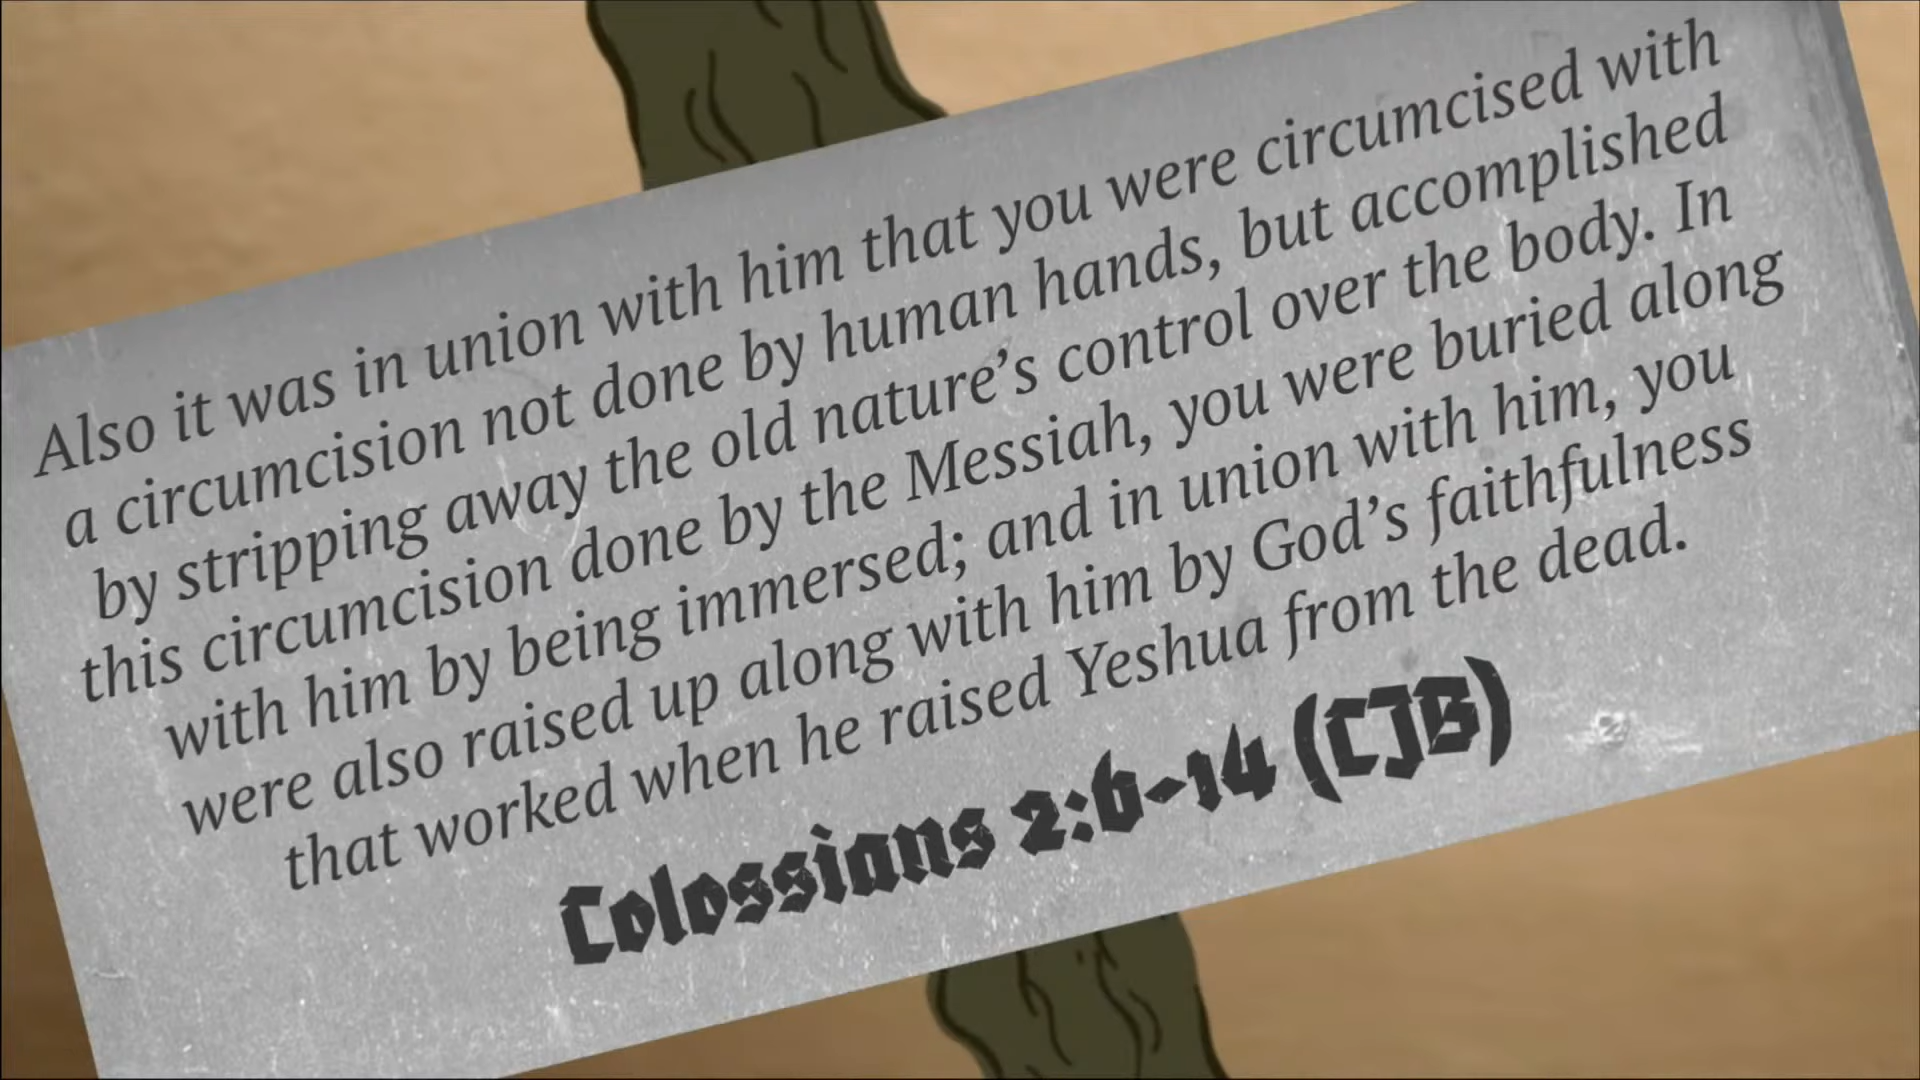 Also it was in union with him that you were circumcised with
a circumcision not done by human hands, but accomplished
by stripping away the old nature’s control over the body. In
this circumcision done by the Messiah, you were buried along
with him by being immersed; and in union with him, you
were also raised up along with him by God’s faithfulness
that worked when he raised Yeshua from the dead.
Colossians 2:6-14 (CJB)